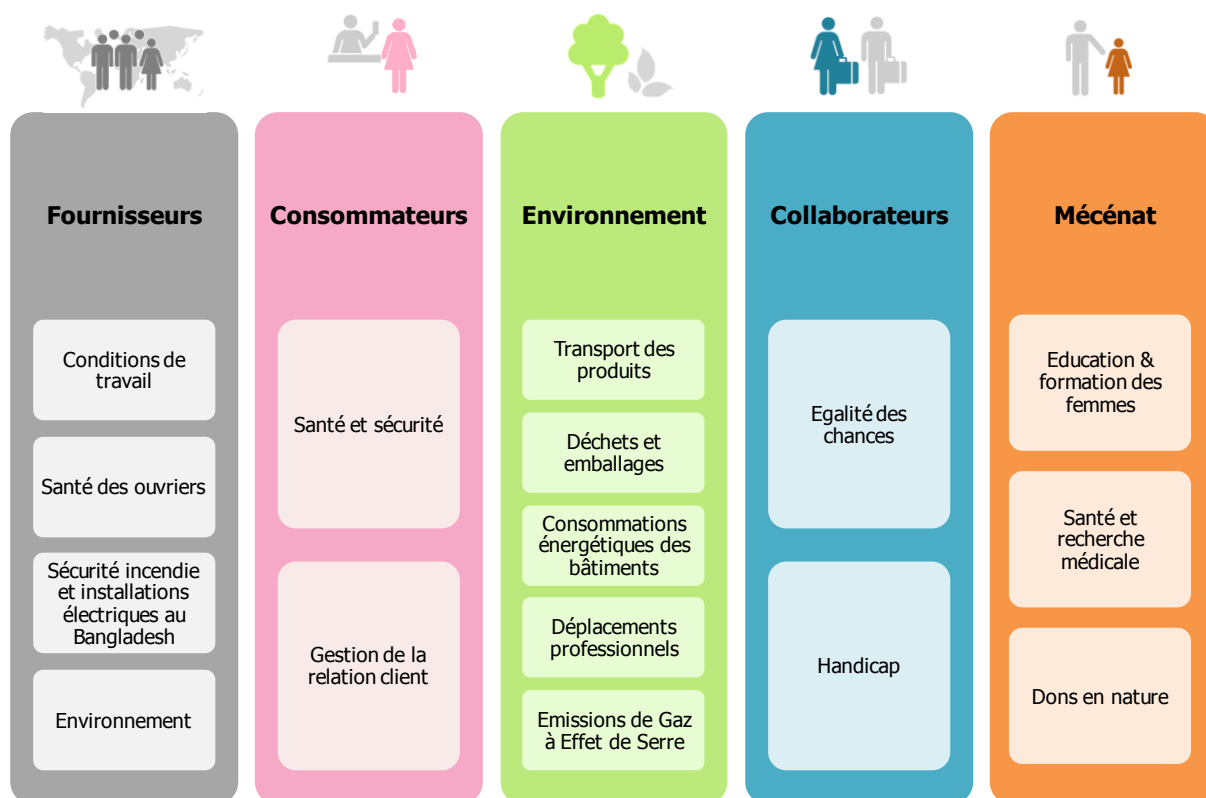 Fournisseurs
Conditions de
travail
Santé des ouvriers
Sécurité incendie
et installations
électriques au
Bangladesh
Environnement
Consommateurs
Santé et sécurité
Gestion de la
relation client
Environnement
Transport des
produits
Déchets et
emballages
Consommations
énergétiques des
bâtiments
Déplacements
professionnels
Emissions de Gaz
à Effet de Serre
Collaborateurs
Egalité des
chances
Handicap
Mécénat
Education &
formation des
femmes
Santé et
recherche
médicale
Dons en nature